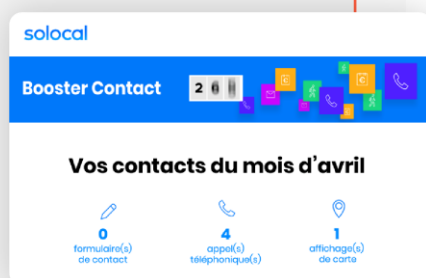 solocal
Booster Contact 2 6
Vos contacts du mois d'avril
0 4 1
formulaire(s) appel(s) affichage(s)
de contact téléphonique(s) de carte